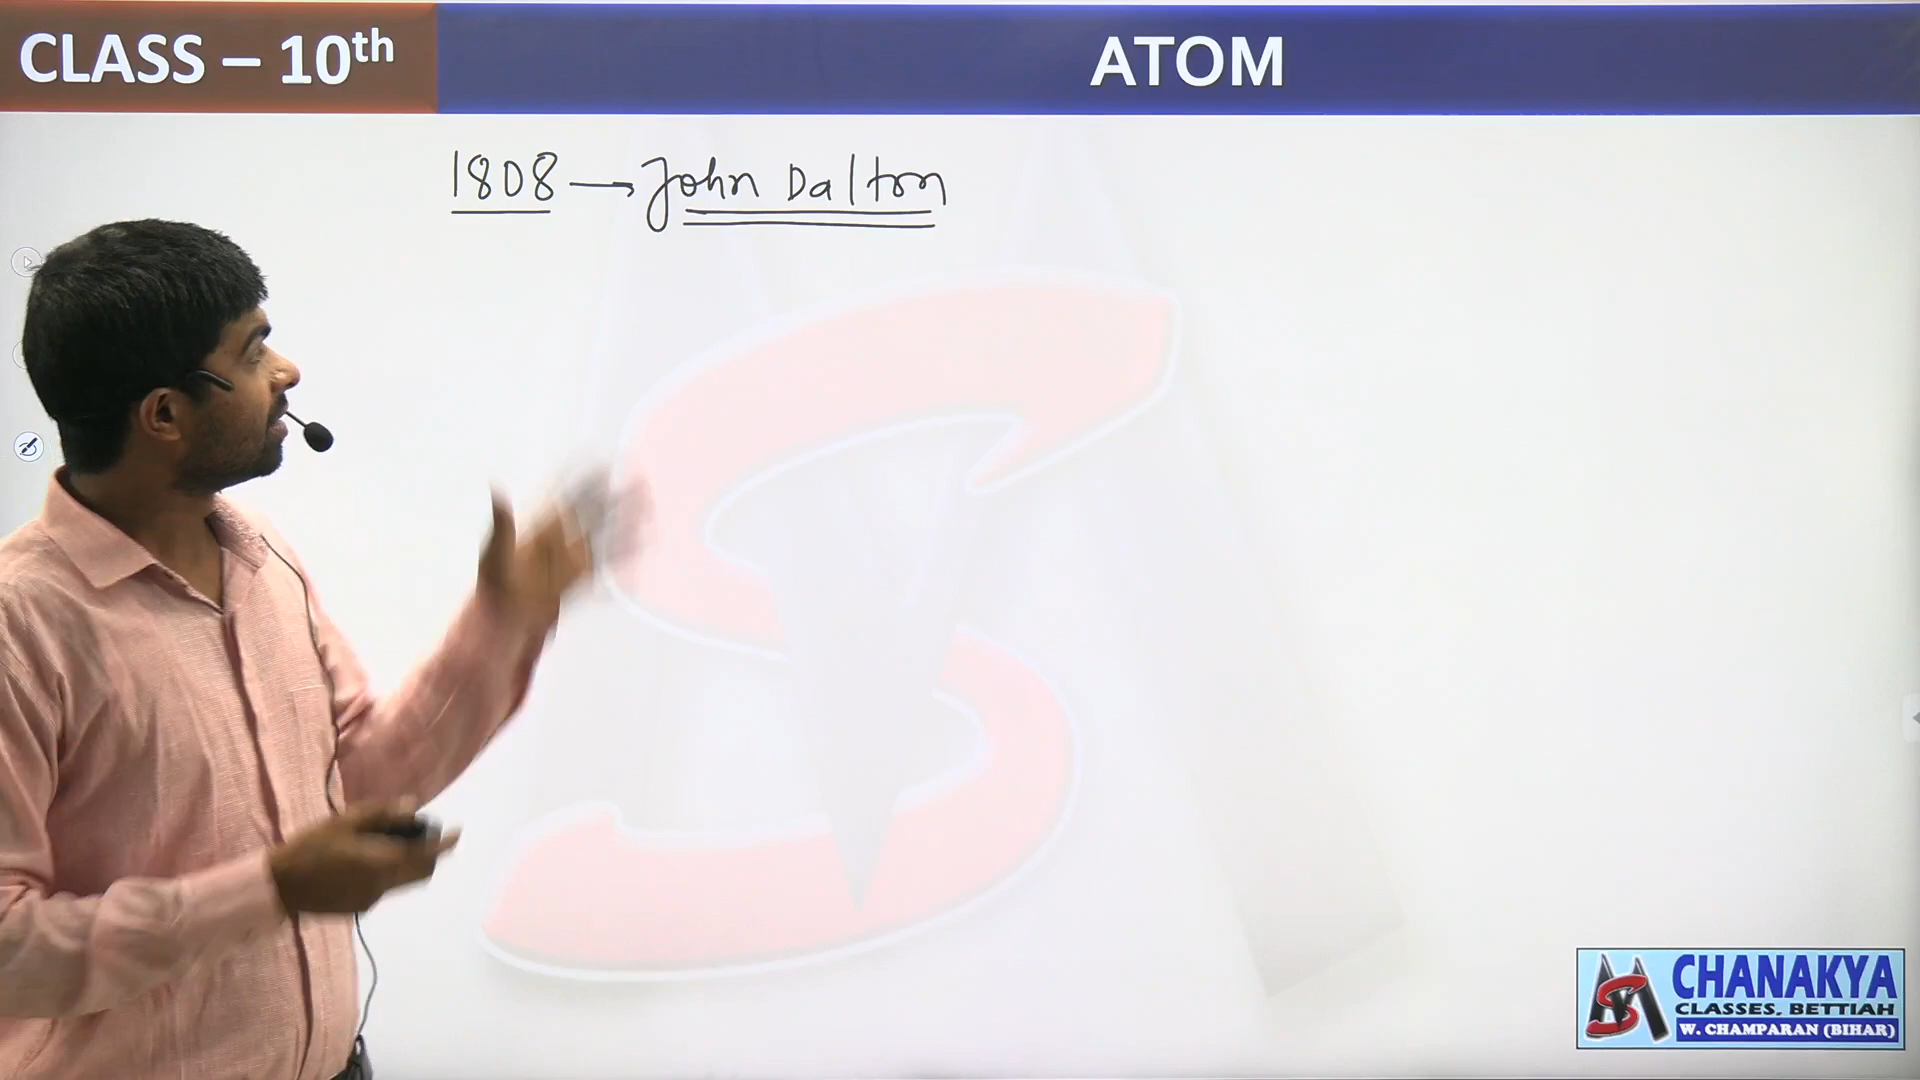 CLASS – 10th
ATOM
1808 → John Dalton
CHANAKYA
CLASSES, BETTIAH
W. CHAMPARAN (BIHAR)